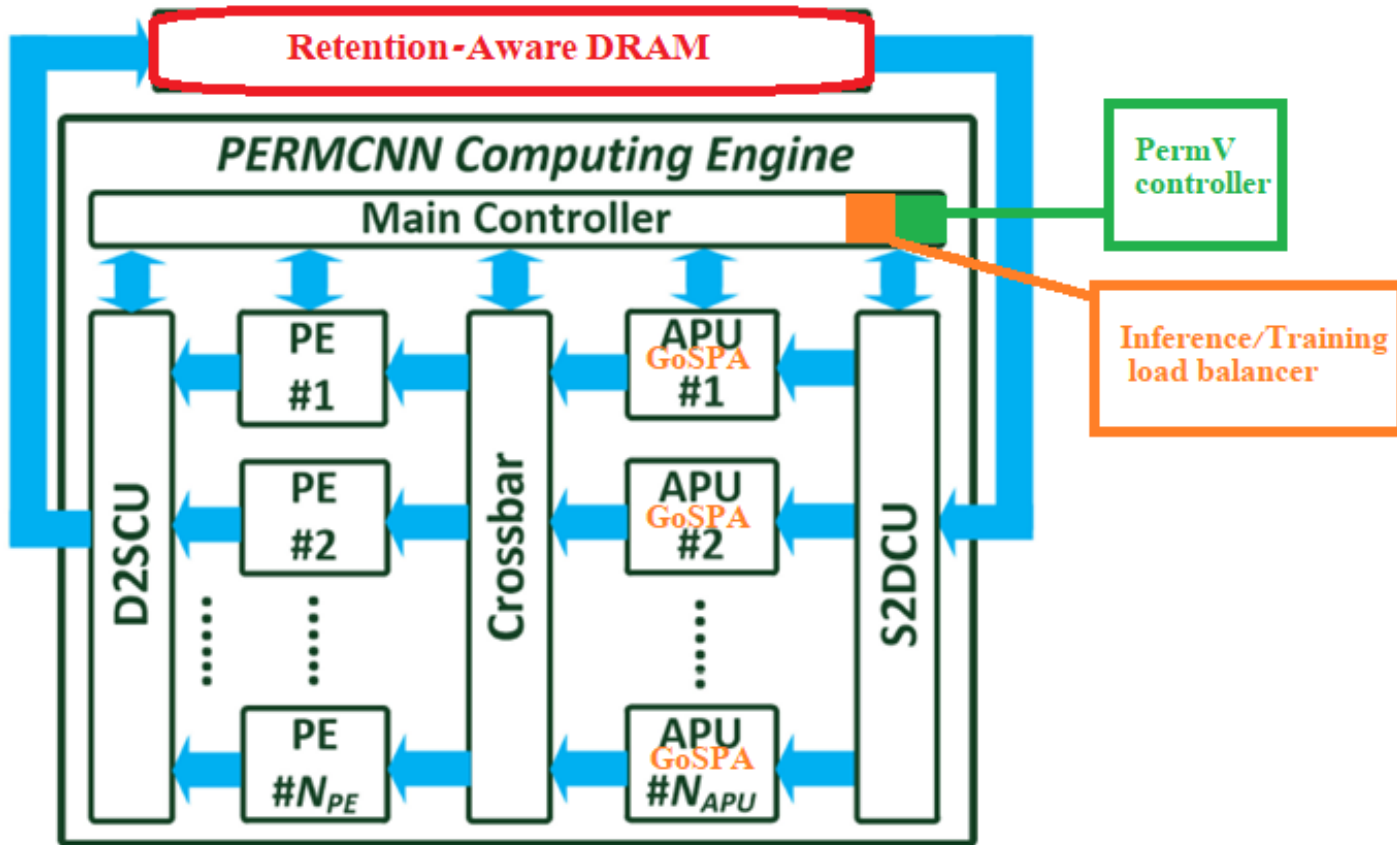 Retention-Aware DRAM
PERMCNN Computing Engine
Main Controller
PermV
controller
Inference/Training
load balancer
D2SCU
PE
#1
PE
#2
PE
#NPE
Crossbar
APU
GoSPA
#1
APU
GoSPA
#2
APU
GoSPA
#NAPU
S2DCU